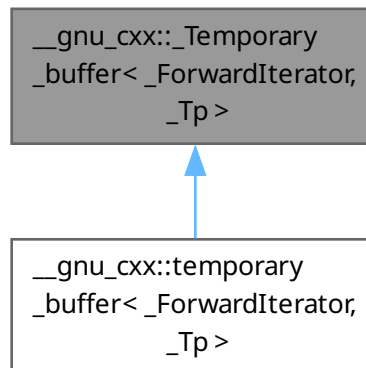 __gnu_cxx::_Temporary
_buffer< _ForwardIterator,
_Tp >
__gnu_cxx::temporary
_buffer< _ForwardIterator,
_Tp >